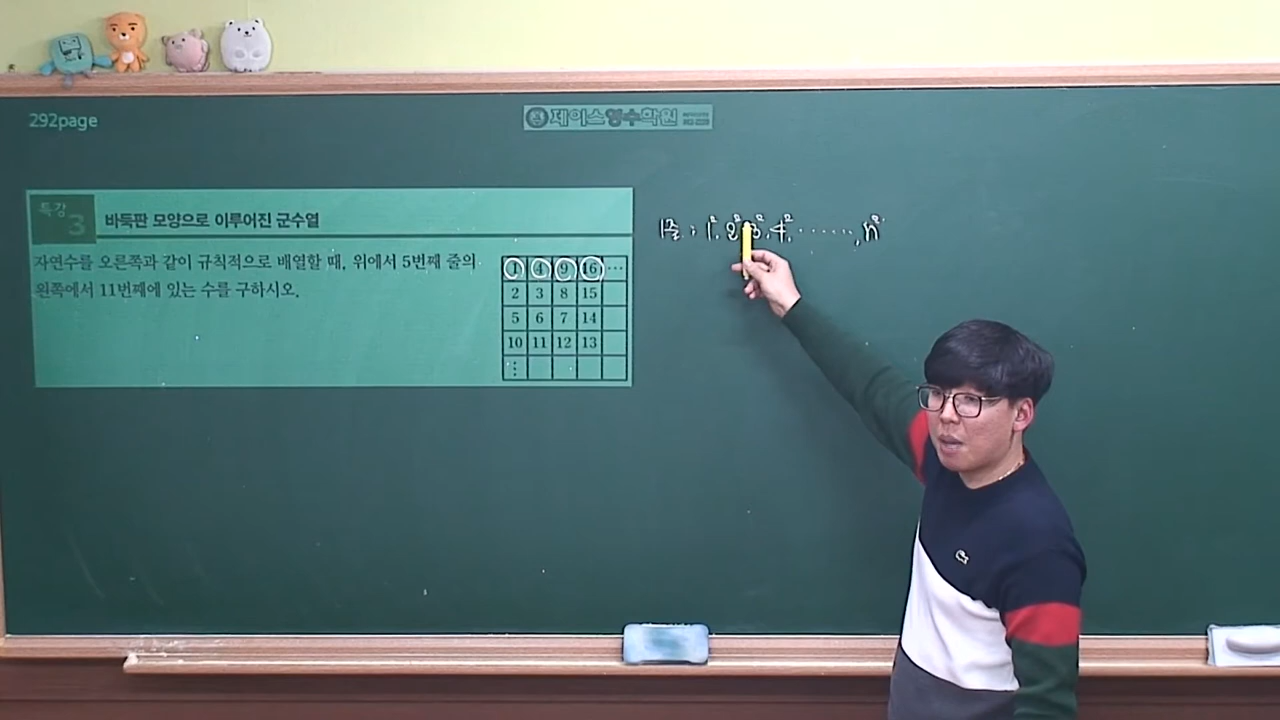 292page
제이스영수학원
특강 3
바둑판 모양으로 이루어진 군수열
자연수를 오른쪽과 같이 규칙적으로 배열할 때, 위에서 5번째 줄의
왼쪽에서 11번째에 있는 수를 구하시오.
1 4 9 16 ⋯
2 3 8 15
5 6 7 14
10 11 12 13
⋮
1줄 : 1², 2², 3², 4², ⋯⋯, n²